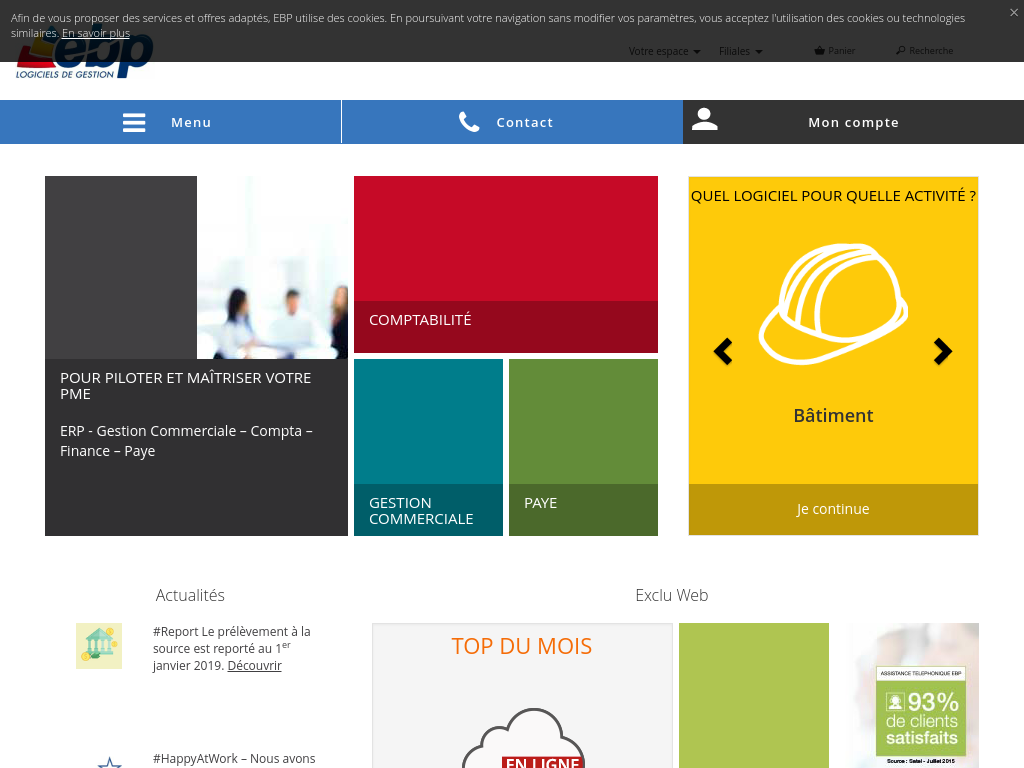 Afin de vous proposer des services et offres adaptés, EBP utilise des cookies. En poursuivant votre navigation sans modifier vos paramètres, vous acceptez l'utilisation des cookies ou technologies
similaires. En savoir plus
×
ebp
LOGICIELS DE GESTION
Votre espace
Filiales
Panier
Recherche
Menu
Contact
Mon compte
POUR PILOTER ET MAÎTRISER VOTRE
PME
ERP - Gestion Commerciale – Compta –
Finance – Paye
COMPTABILITÉ
GESTION
COMMERCIALE
PAYE
QUEL LOGICIEL POUR QUELLE ACTIVITÉ ?
Bâtiment
Je continue
Actualités
#Report Le prélèvement à la
source est reporté au 1er
janvier 2019. Découvrir
#HappyAtWork – Nous avons
Exclu Web
TOP DU MOIS
EN LIGNE
ASSISTANCE TELEPHONIQUE EBP
93%
de clients
satisfaits
Source : Satel - Juillet 2015